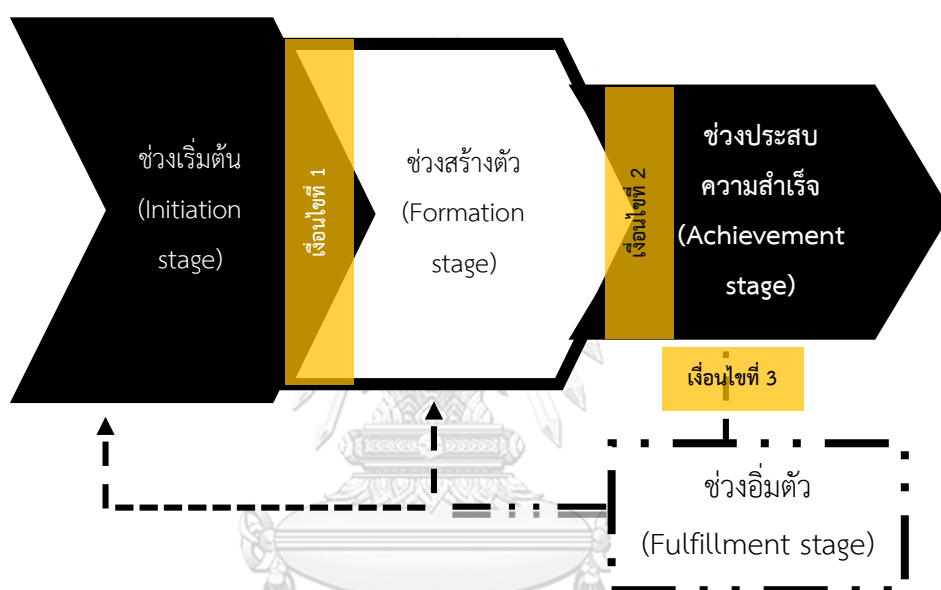 ช่วงเริ่มต้น
(Initiation
stage)
เงื่อนไขที่ 1
ช่วงสร้างตัว
(Formation
stage)
เงื่อนไขที่ 2
ช่วงประสบ
ความสำเร็จ
(Achievement
stage)
เงื่อนไขที่ 3
ช่วงอิ่มตัว
(Fulfillment stage)